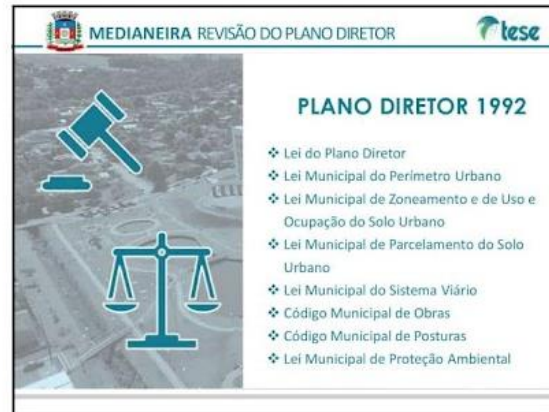 MEDIANEIRA REVISÃO DO PLANO DIRETOR
tese
PLANO DIRETOR 1992
❖ Lei do Plano Diretor
❖ Lei Municipal do Perímetro Urbano
❖ Lei Municipal de Zoneamento e de Uso e
Ocupação do Solo Urbano
❖ Lei Municipal de Parcelamento do Solo
Urbano
❖ Lei Municipal do Sistema Viário
❖ Código Municipal de Obras
❖ Código Municipal de Posturas
❖ Lei Municipal de Proteção Ambiental